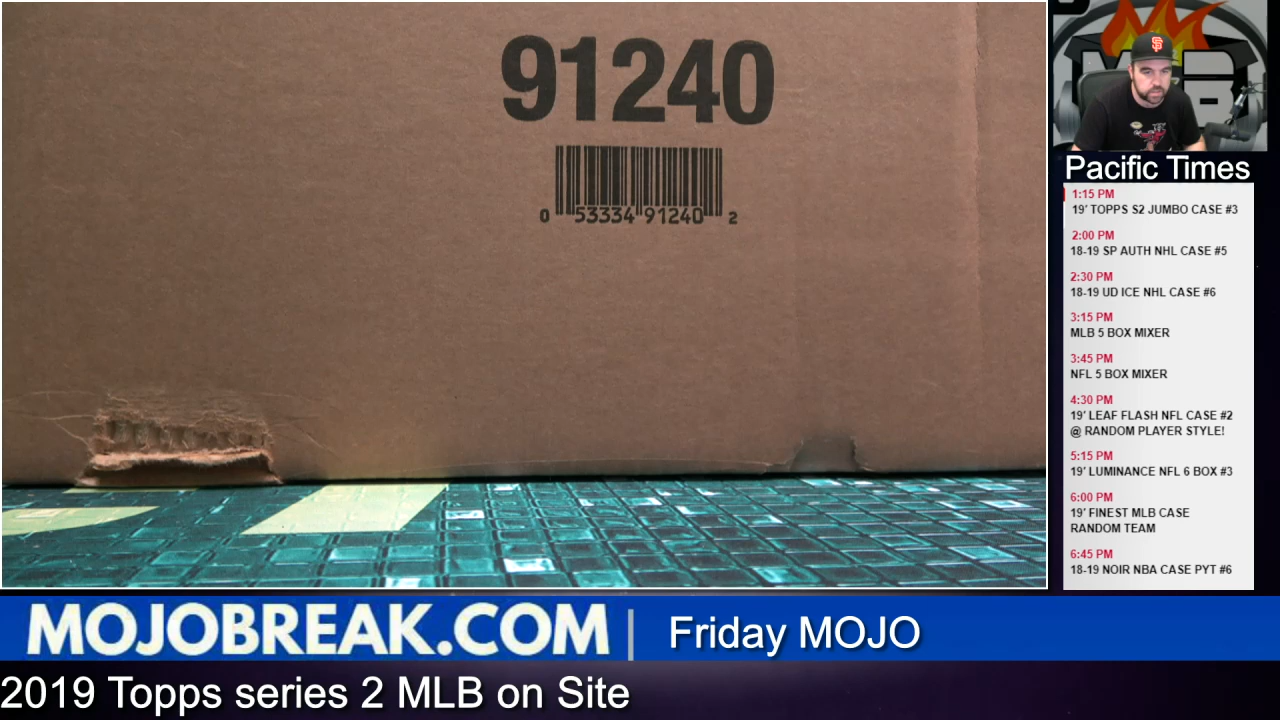 91240
0 53334 91240 2
Pacific Times
1:15 PM
19' TOPPS S2 JUMBO CASE #3
2:00 PM
18-19 SP AUTH NHL CASE #5
2:30 PM
18-19 UD ICE NHL CASE #6
3:15 PM
MLB 5 BOX MIXER
3:45 PM
NFL 5 BOX MIXER
4:30 PM
19' LEAF FLASH NFL CASE #2
@ RANDOM PLAYER STYLE!
5:15 PM
19' LUMINANCE NFL 6 BOX #3
6:00 PM
19' FINEST MLB CASE
RANDOM TEAM
6:45 PM
18-19 NOIR NBA CASE PYT #6
MOJOBREAK.COM | Friday MOJO
2019 Topps series 2 MLB on Site